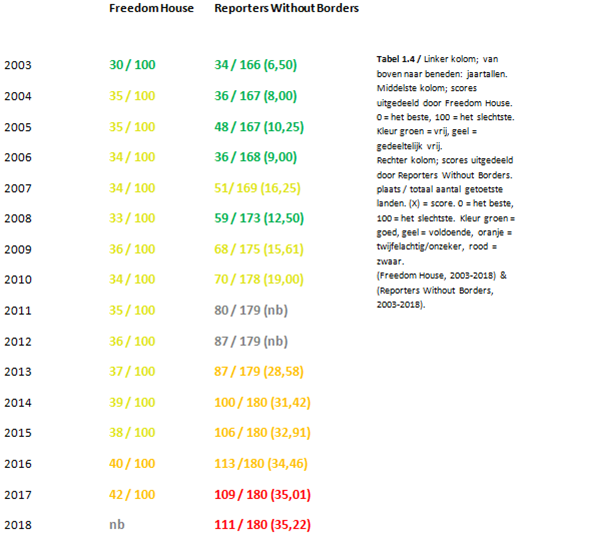 Freedom House Reporters Without Borders
2003 30 / 100 34 / 166 (6,50)
2004 35 / 100 36 / 167 (8,00)
2005 35 / 100 48 / 167 (10,25)
2006 34 / 100 36 / 168 (9,00)
2007 34 / 100 51/ 169 (16,25)
2008 33 / 100 59 / 173 (12,50)
2009 36 / 100 68 / 175 (15,61)
2010 34 / 100 70 / 178 (19,00)
2011 35 / 100 80 / 179 (nb)
2012 36 / 100 87 / 179 (nb)
2013 37 / 100 87 / 179 (28,58)
2014 39 / 100 100 / 180 (31,42)
2015 38 / 100 106 / 180 (32,91)
2016 40 / 100 113 /180 (34,46)
2017 42 / 100 109 / 180 (35,01)
2018 nb 111 / 180 (35,22)
Tabel 1.4 / Linker kolom; van
boven naar beneden: jaartallen.
Middelste kolom; scores
uitgedeeld door Freedom House.
0 = het beste, 100 = het slechtste.
Kleur groen = vrij, geel =
gedeeltelijk vrij.
Rechter kolom; scores uitgedeeld
door Reporters Without Borders.
plaats / totaal aantal getoetste
landen. (X) = score. 0 = het beste,
100 = het slechtste. Kleur groen =
goed, geel = voldoende, oranje =
twijfelachtig/onzeker, rood =
zwaar.
(Freedom House, 2003-2018) &
(Reporters Without Borders,
2003-2018).